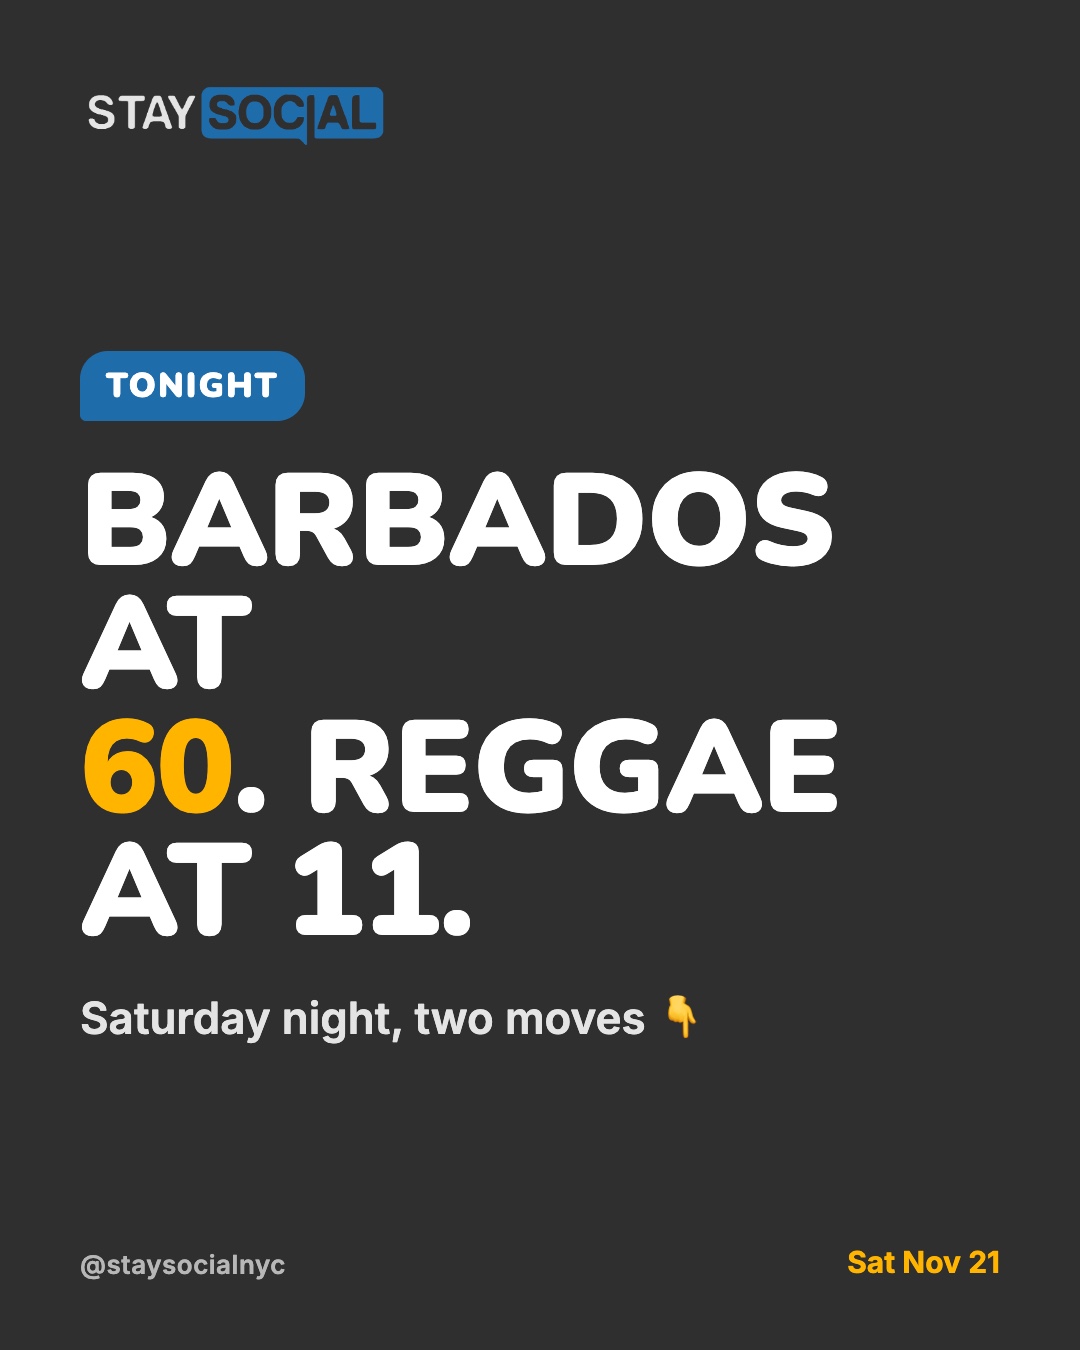 STAY SOCIAL
TONIGHT
BARBADOS
AT
60. REGGAE
AT 11.
Saturday night, two moves 👇
@staysocialnyc
Sat Nov 21